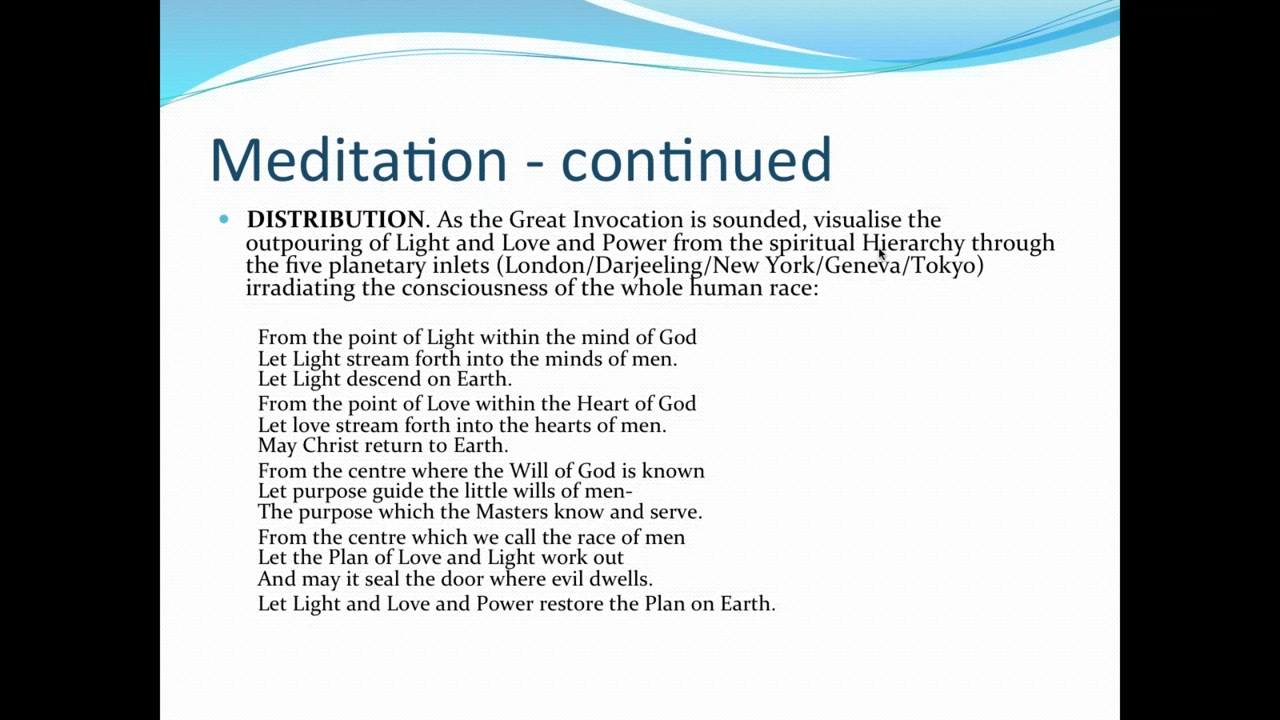 Meditation - continued
• DISTRIBUTION. As the Great Invocation is sounded, visualise the
outpouring of Light and Love and Power from the spiritual Hierarchy through
the five planetary inlets (London/Darjeeling/New York/Geneva/Tokyo)
irradiating the consciousness of the whole human race:
From the point of Light within the mind of God
Let Light stream forth into the minds of men.
Let Light descend on Earth.
From the point of Love within the Heart of God
Let love stream forth into the hearts of men.
May Christ return to Earth.
From the centre where the Will of God is known
Let purpose guide the little wills of men-
The purpose which the Masters know and serve.
From the centre which we call the race of men
Let the Plan of Love and Light work out
And may it seal the door where evil dwells.
Let Light and Love and Power restore the Plan on Earth.